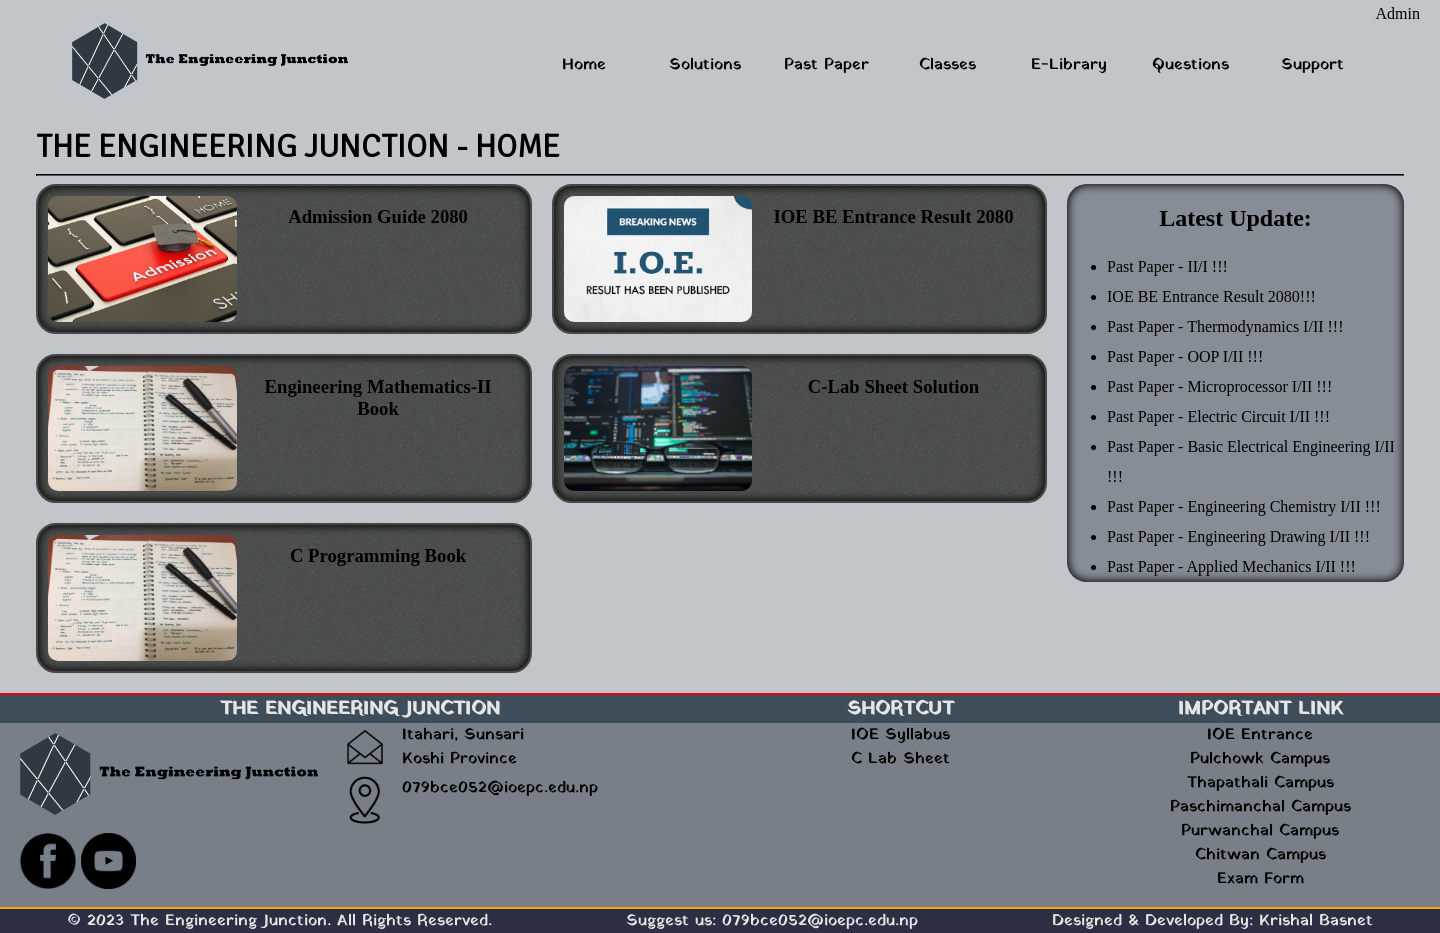 Admin
The Engineering Junction
Home Solutions Past Paper Classes E-Library Questions Support
THE ENGINEERING JUNCTION - HOME
HOME
Admission
Admission Guide 2080
BREAKING NEWS
I.O.E.
RESULT HAS BEEN PUBLISHED
IOE BE Entrance Result 2080
Engineering Mathematics-II
Book
C-Lab Sheet Solution
C Programming Book
Latest Update:
Past Paper - II/I !!!
IOE BE Entrance Result 2080!!!
Past Paper - Thermodynamics I/II !!!
Past Paper - OOP I/II !!!
Past Paper - Microprocessor I/II !!!
Past Paper - Electric Circuit I/II !!!
Past Paper - Basic Electrical Engineering I/II
!!!
Past Paper - Engineering Chemistry I/II !!!
Past Paper - Engineering Drawing I/II !!!
Past Paper - Applied Mechanics I/II !!!
THE ENGINEERING JUNCTION
The Engineering Junction
Itahari, Sunsari
Koshi Province
079bce052@ioepc.edu.np
SHORTCUT
IOE Syllabus
C Lab Sheet
IMPORTANT LINK
IOE Entrance
Pulchowk Campus
Thapathali Campus
Paschimanchal Campus
Purwanchal Campus
Chitwan Campus
Exam Form
© 2023 The Engineering Junction. All Rights Reserved.
Suggest us: 079bce052@ioepc.edu.np
Designed & Developed By: Krishal Basnet